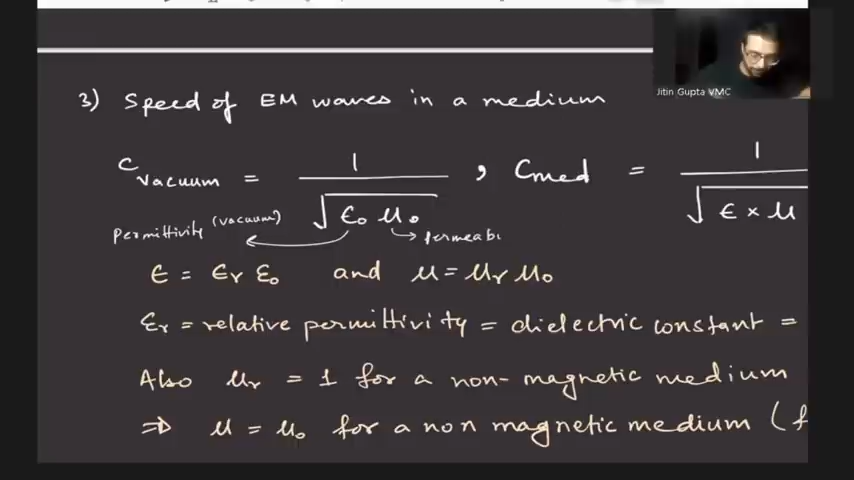 Jitin Gupta VMC
3) Speed of EM waves in a medium
C vacuum = 1 / √(ε₀ μ₀) , Cmed = 1 / √(ε × μ
Permittivity (vacuum) permeabi
ε = εr ε₀ and μ = μr μ₀
εr = relative permittivity = dielectric constant =
Also μr = 1 for a non-magnetic medium
⇒ μ = μ₀ for a non magnetic medium (f